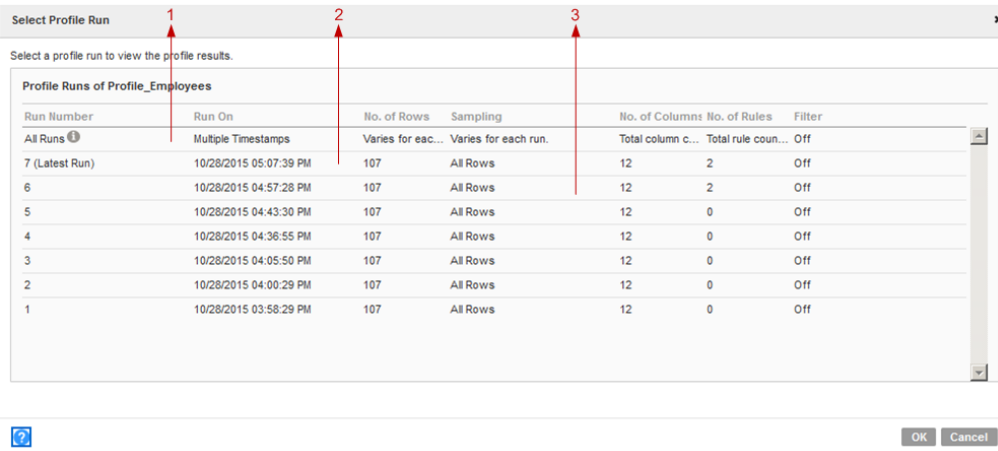 Select Profile Run
1
2
3
Select a profile run to view the profile results.
Profile Runs of Profile_Employees
Run Number Run On No. of Rows Sampling No. of Columns No. of Rules Filter
All Runs Multiple Timestamps Varies for eac... Varies for each run. Total column c... Total rule coun... Off
7 (Latest Run) 10/28/2015 05:07:39 PM 107 All Rows 12 2 Off
6 10/28/2015 04:57:28 PM 107 All Rows 12 2 Off
5 10/28/2015 04:43:30 PM 107 All Rows 12 0 Off
4 10/28/2015 04:36:55 PM 107 All Rows 12 0 Off
3 10/28/2015 04:05:50 PM 107 All Rows 12 0 Off
2 10/28/2015 04:00:29 PM 107 All Rows 12 0 Off
1 10/28/2015 03:58:29 PM 107 All Rows 12 0 Off
?
OK Cancel